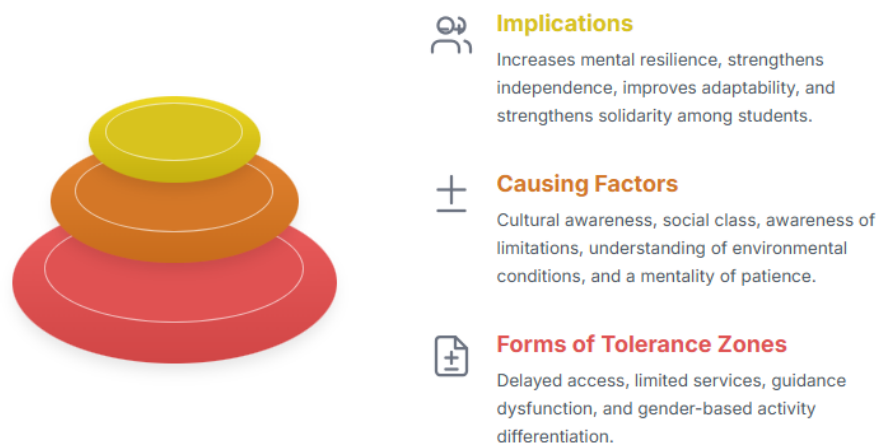 Implications
Increases mental resilience, strengthens
independence, improves adaptability, and
strengthens solidarity among students.
Causing Factors
Cultural awareness, social class, awareness of
limitations, understanding of environmental
conditions, and a mentality of patience.
Forms of Tolerance Zones
Delayed access, limited services, guidance
dysfunction, and gender-based activity
differentiation.